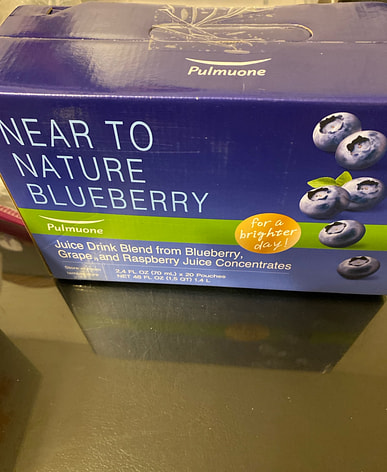 Pulmuone
NEAR TO
NATURE
BLUEBERRY
Pulmuone
for a
brighter
day!
Juice Drink Blend from Blueberry,
Grape and Raspberry Juice Concentrates
2.4 FL OZ (70 mL) x 20 Pouches
NET 48 FL OZ (1.5 QT) 1.4 L